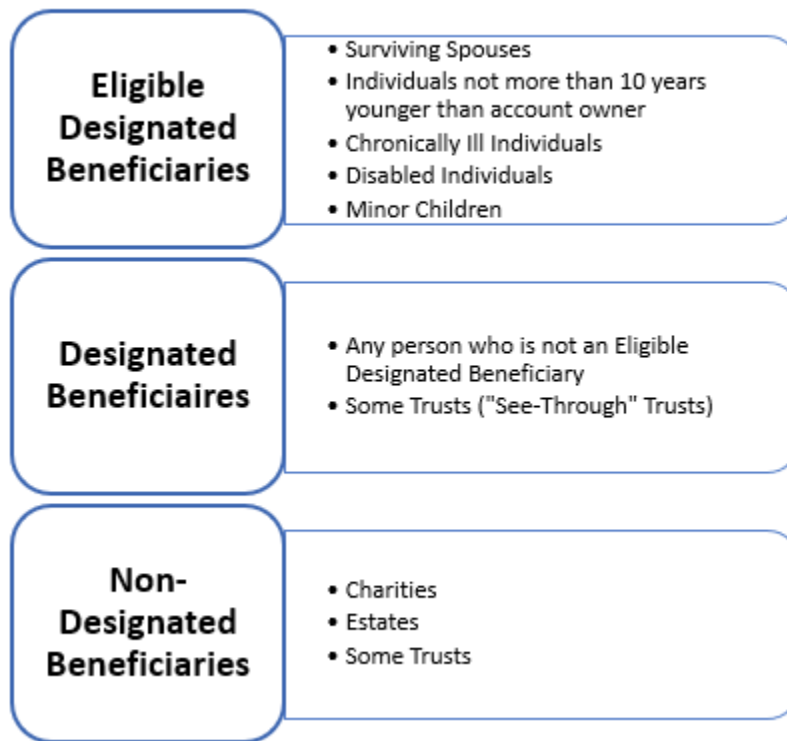 Eligible
Designated
Beneficiaries
• Surviving Spouses
• Individuals not more than 10 years
younger than account owner
• Chronically Ill Individuals
• Disabled Individuals
• Minor Children
Designated
Beneficiaires
• Any person who is not an Eligible
Designated Beneficiary
• Some Trusts ("See-Through" Trusts)
Non-
Designated
Beneficiaries
• Charities
• Estates
• Some Trusts